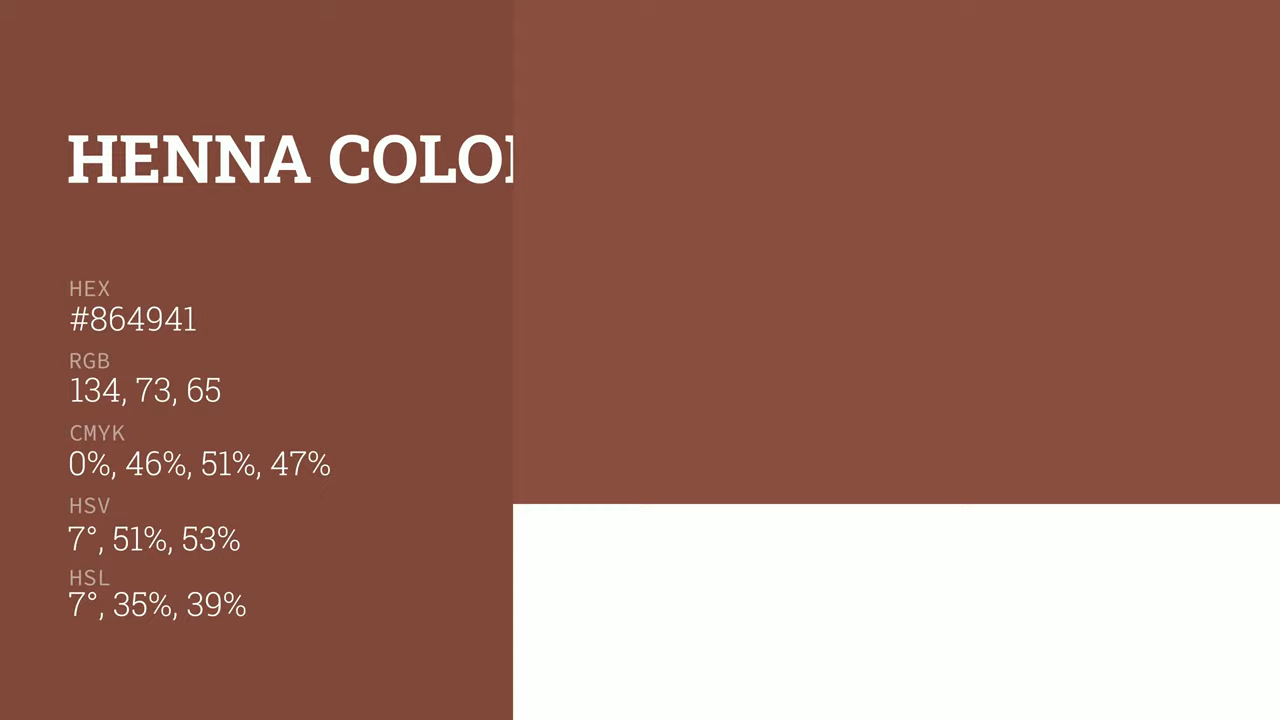 HENNA COLO
HEX
#864941
RGB
134, 73, 65
CMYK
0%, 46%, 51%, 47%
HSV
7°, 51%, 53%
HSL
7°, 35%, 39%